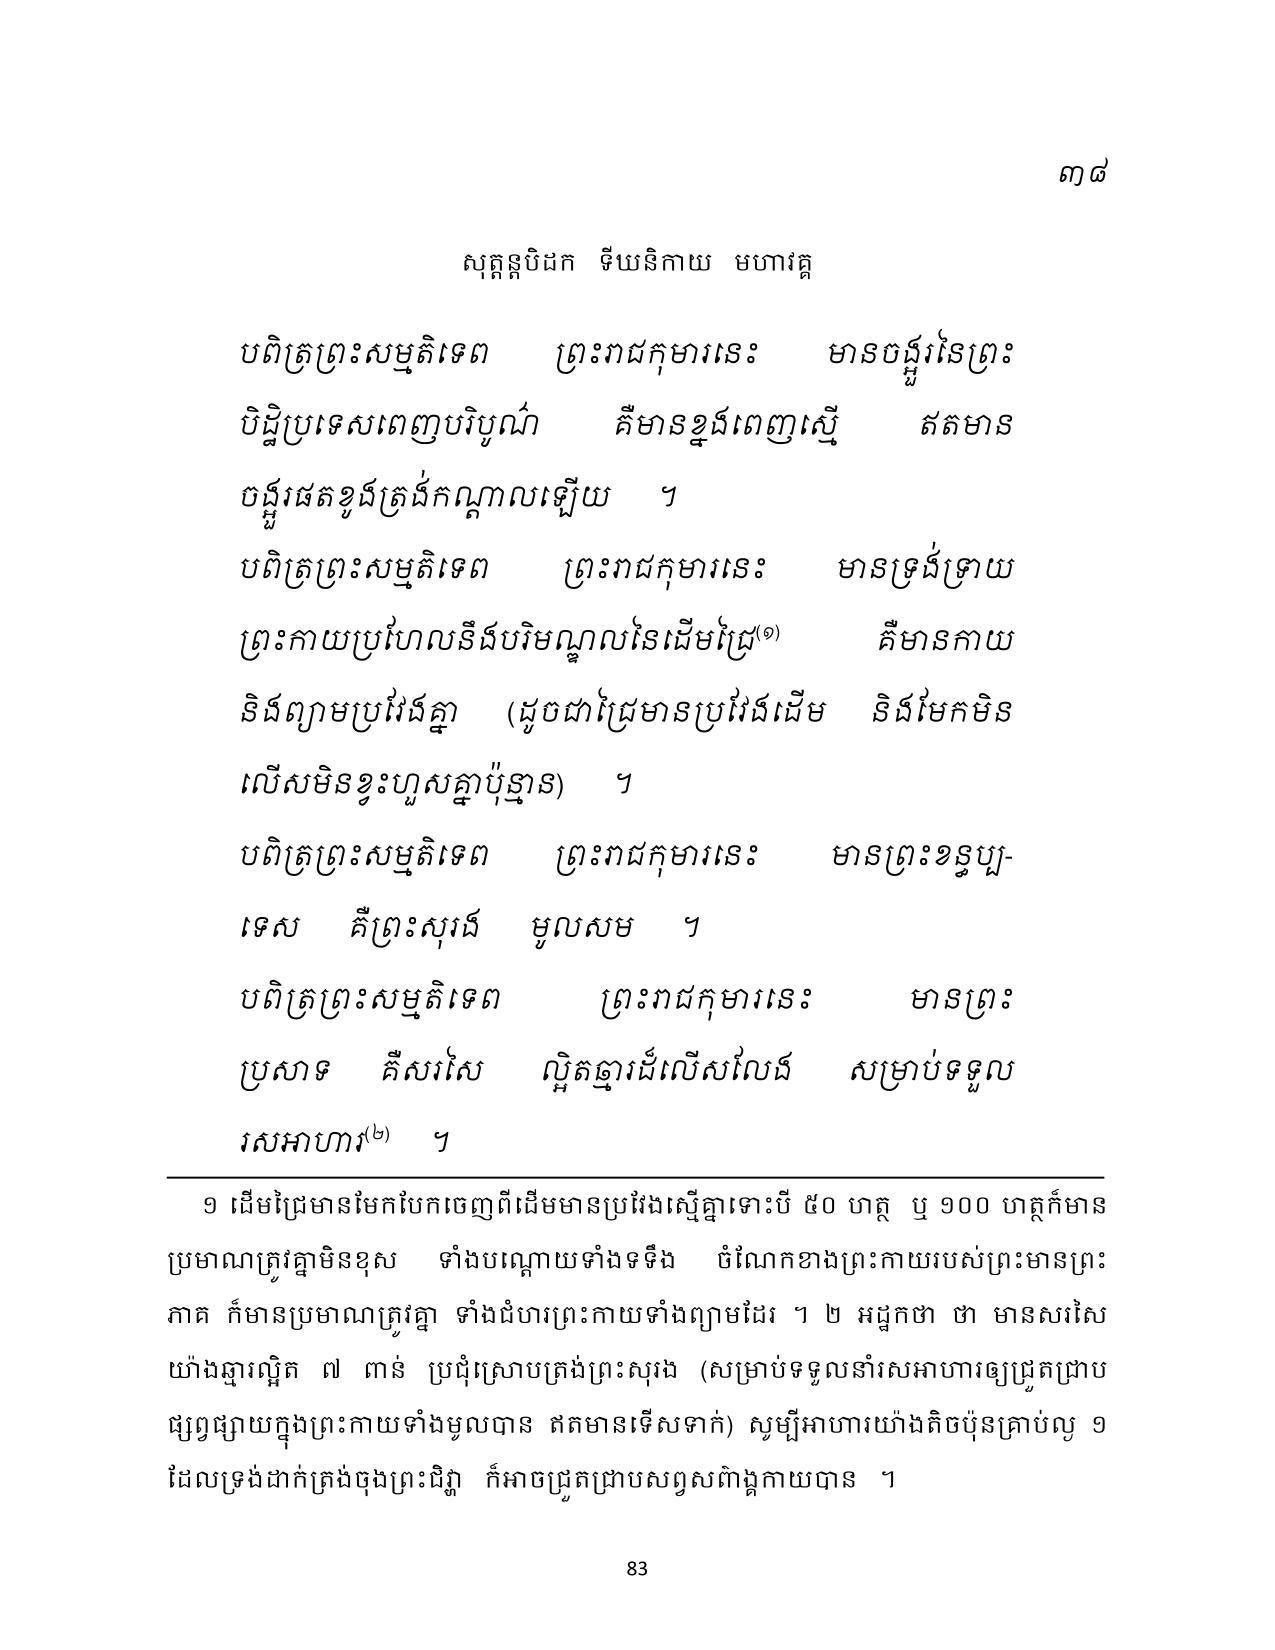 ៣៨
សុត្តន្តបិដក ទីឃនិកាយ មហាវគ្គ
បពិត្រព្រះសម្មតិទេព ព្រះរាជកុមារនេះ មានចង្អួរនៃព្រះ
បិដ្ឋិប្រទេសពេញបរិបូណ៌ គឺមានខ្នងពេញស្មើ ឥតមាន
ចង្អួរផតខូងត្រង់កណ្តាលឡើយ ។
បពិត្រព្រះសម្មតិទេព ព្រះរាជកុមារនេះ មានទ្រង់ទ្រាយ
ព្រះកាយប្រហែលនឹងបរិមណ្ឌលនៃដើមជ្រៃ(១) គឺមានកាយ
និងព្យាមប្រវែងគ្នា (ដូចជាជ្រៃមានប្រវែងដើម និងមែកមិន
លើសមិនខ្វះហួសគ្នាប៉ុន្មាន) ។
បពិត្រព្រះសម្មតិទេព ព្រះរាជកុមារនេះ មានព្រះខន្ធប្ប-
ទេស គឺព្រះសុរង មូលសម ។
បពិត្រព្រះសម្មតិទេព ព្រះរាជកុមារនេះ មានព្រះ
ប្រសាទ គឺសរសៃ ល្អិតឆ្មារដ៏លើសលែង សម្រាប់ទទួល
រសអាហារ(២) ។
១ ដើមជ្រៃមានមែកបែកចេញពីដើមមានប្រវែងស្មើគ្នាទោះបី ៥០ ហត្ថ ឬ ១០០ ហត្ថក៏មាន
ប្រមាណត្រូវគ្នាមិនខុស ទាំងបណ្តោយទាំងទទឹង ចំណែកខាងព្រះកាយរបស់ព្រះមានព្រះ
ភាគ ក៏មានប្រមាណត្រូវគ្នា ទាំងជំហរព្រះកាយទាំងព្យាមដែរ ។ ២ អដ្ឋកថា ថា មានសរសៃ
យ៉ាងឆ្មារល្អិត ៧ ពាន់ ប្រជុំស្រោបត្រង់ព្រះសុរង (សម្រាប់ទទួលនាំរសអាហារឲ្យជ្រួតជ្រាប
ផ្សព្វផ្សាយក្នុងព្រះកាយទាំងមូលបាន ឥតមានទើសទាក់) សូម្បីអាហារយ៉ាងតិចប៉ុនគ្រាប់ល្ង ១
ដែលទ្រង់ដាក់ត្រង់ចុងព្រះជិវ្ហា ក៏អាចជ្រួតជ្រាបសព្វសព៌ាង្គកាយបាន ។
83